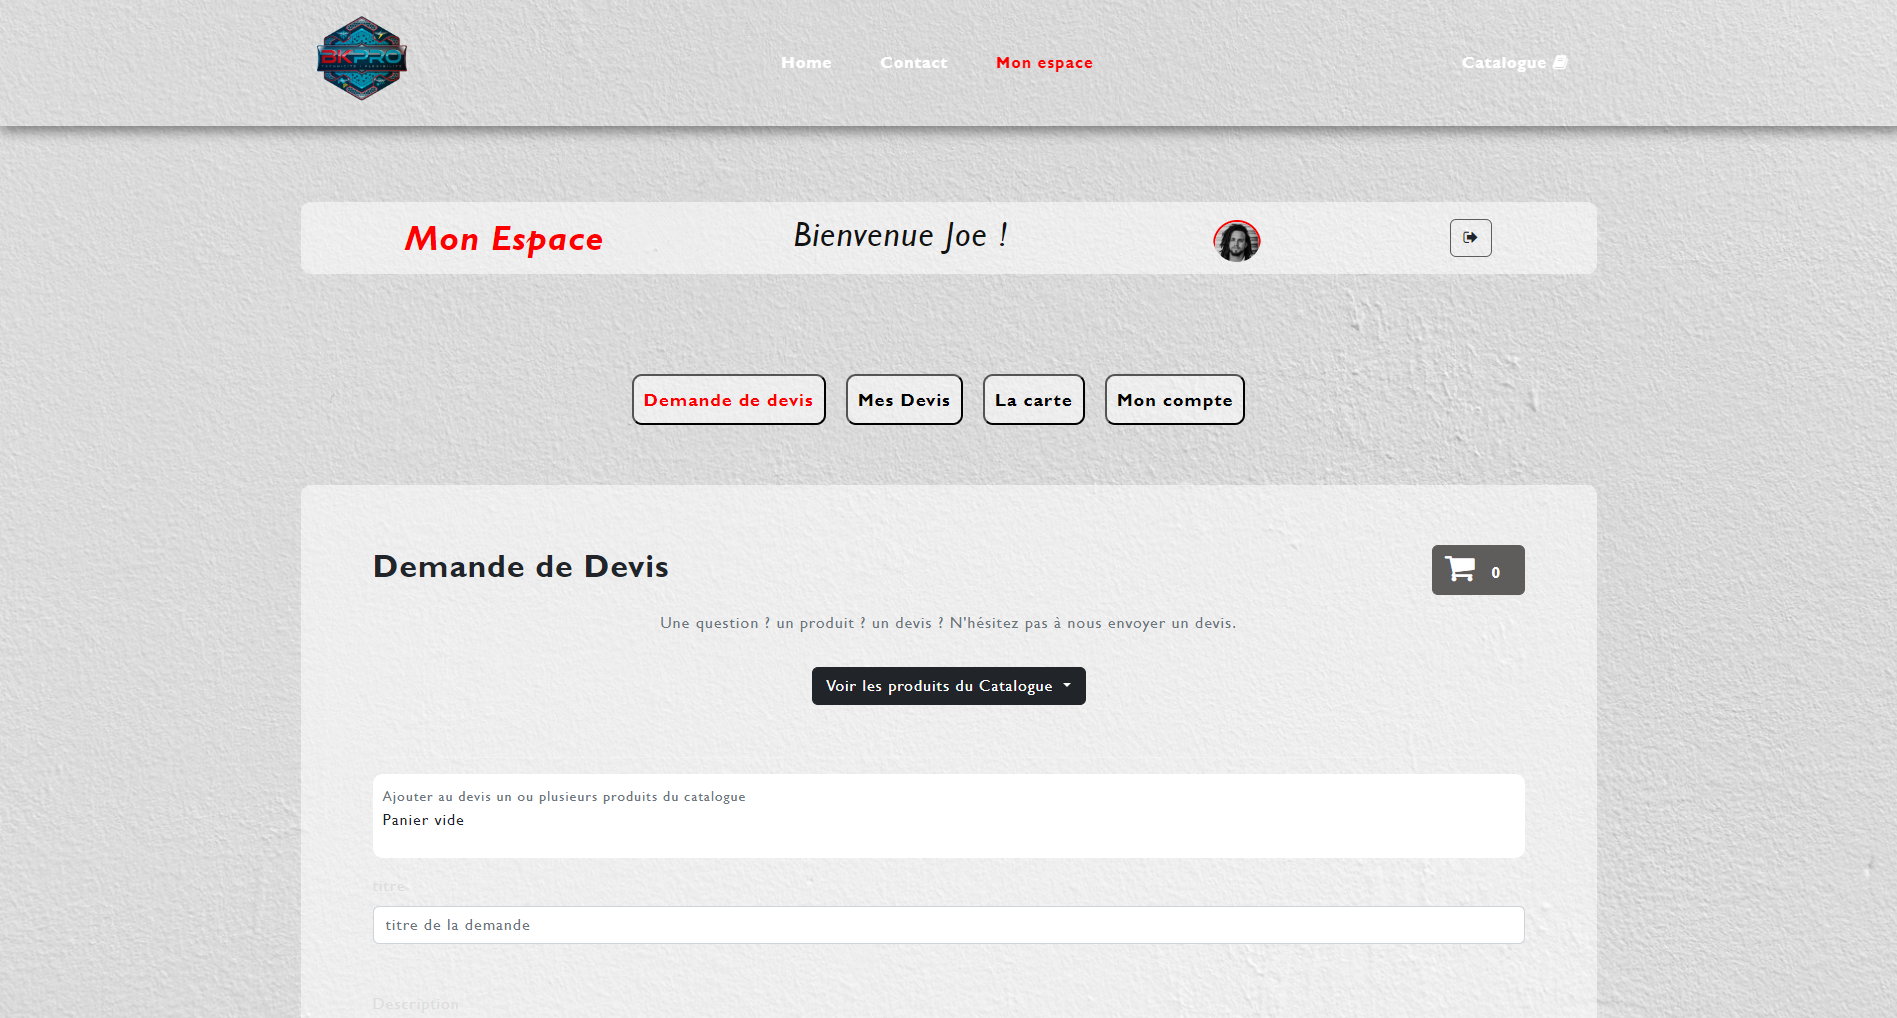 BKPRO
Home
Contact
Mon espace
Catalogue
Mon Espace
Bienvenue Joe !
Demande de devis
Mes Devis
La carte
Mon compte
Demande de Devis
0
Une question ? un produit ? un devis ? N'hésitez pas à nous envoyer un devis.
Voir les produits du Catalogue
Ajouter au devis un ou plusieurs produits du catalogue
Panier vide
titre
titre de la demande
Description